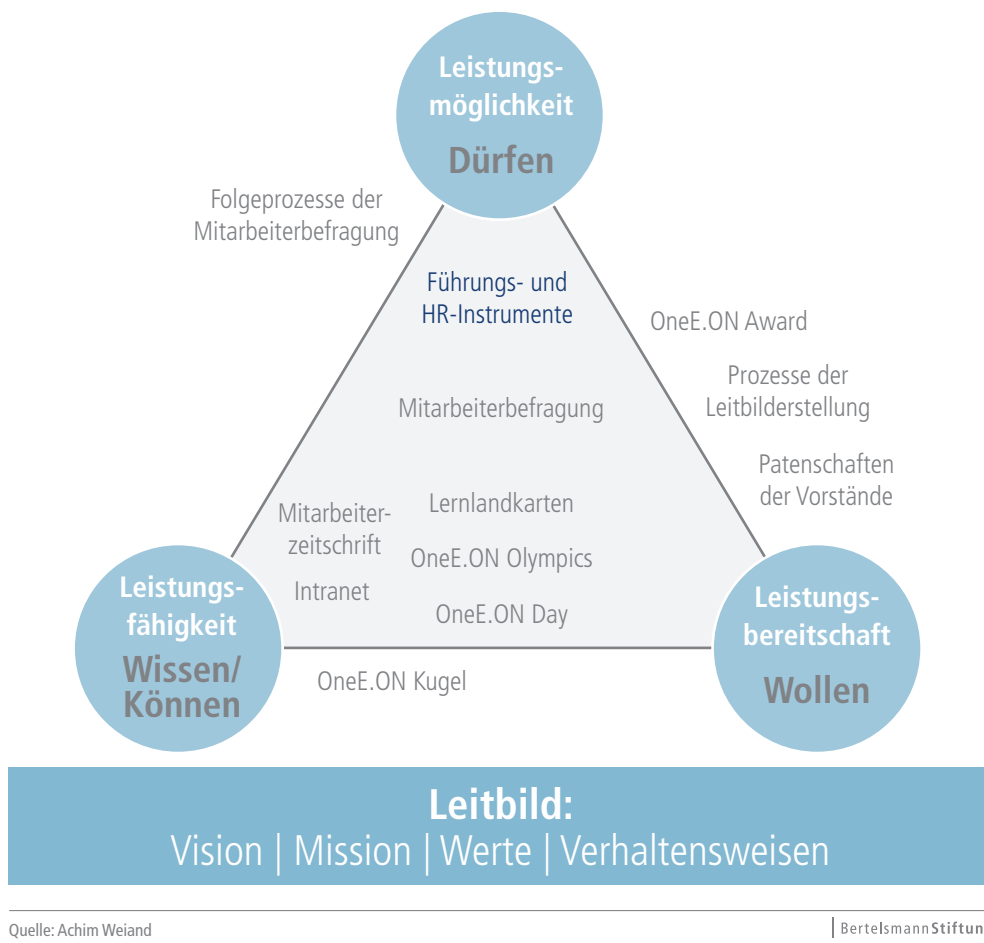 Leistungs-
möglichkeit
Dürfen
Folgeprozesse der
Mitarbeiterbefragung
Führungs- und
HR-Instrumente
OneE.ON Award
Prozesse der
Leitbilderstellung
Mitarbeiterbefragung
Patenschaften
der Vorstände
Lernlandkarten
Mitarbeiter-
zeitschrift
OneE.ON Olympics
Intranet
OneE.ON Day
Leistungs-
fähigkeit
Wissen/
Können
Leistungs-
bereitschaft
Wollen
OneE.ON Kugel
Leitbild:
Vision | Mission | Werte | Verhaltensweisen
Quelle: Achim Weiand
BertelsmannStiftun